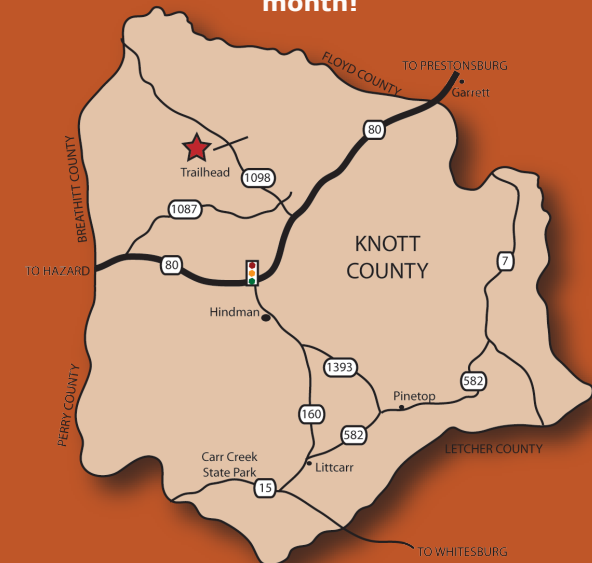 month!
FLOYD COUNTY
TO PRESTONSBURG
Garrett
80
BREATHITT COUNTY
Trailhead
1098
1087
KNOTT
COUNTY
TO HAZARD
80
7
Hindman
1393
582
PERRY COUNTY
Pinetop
160
582
LETCHER COUNTY
Carr Creek
State Park
Littcarr
15
TO WHITESBURG